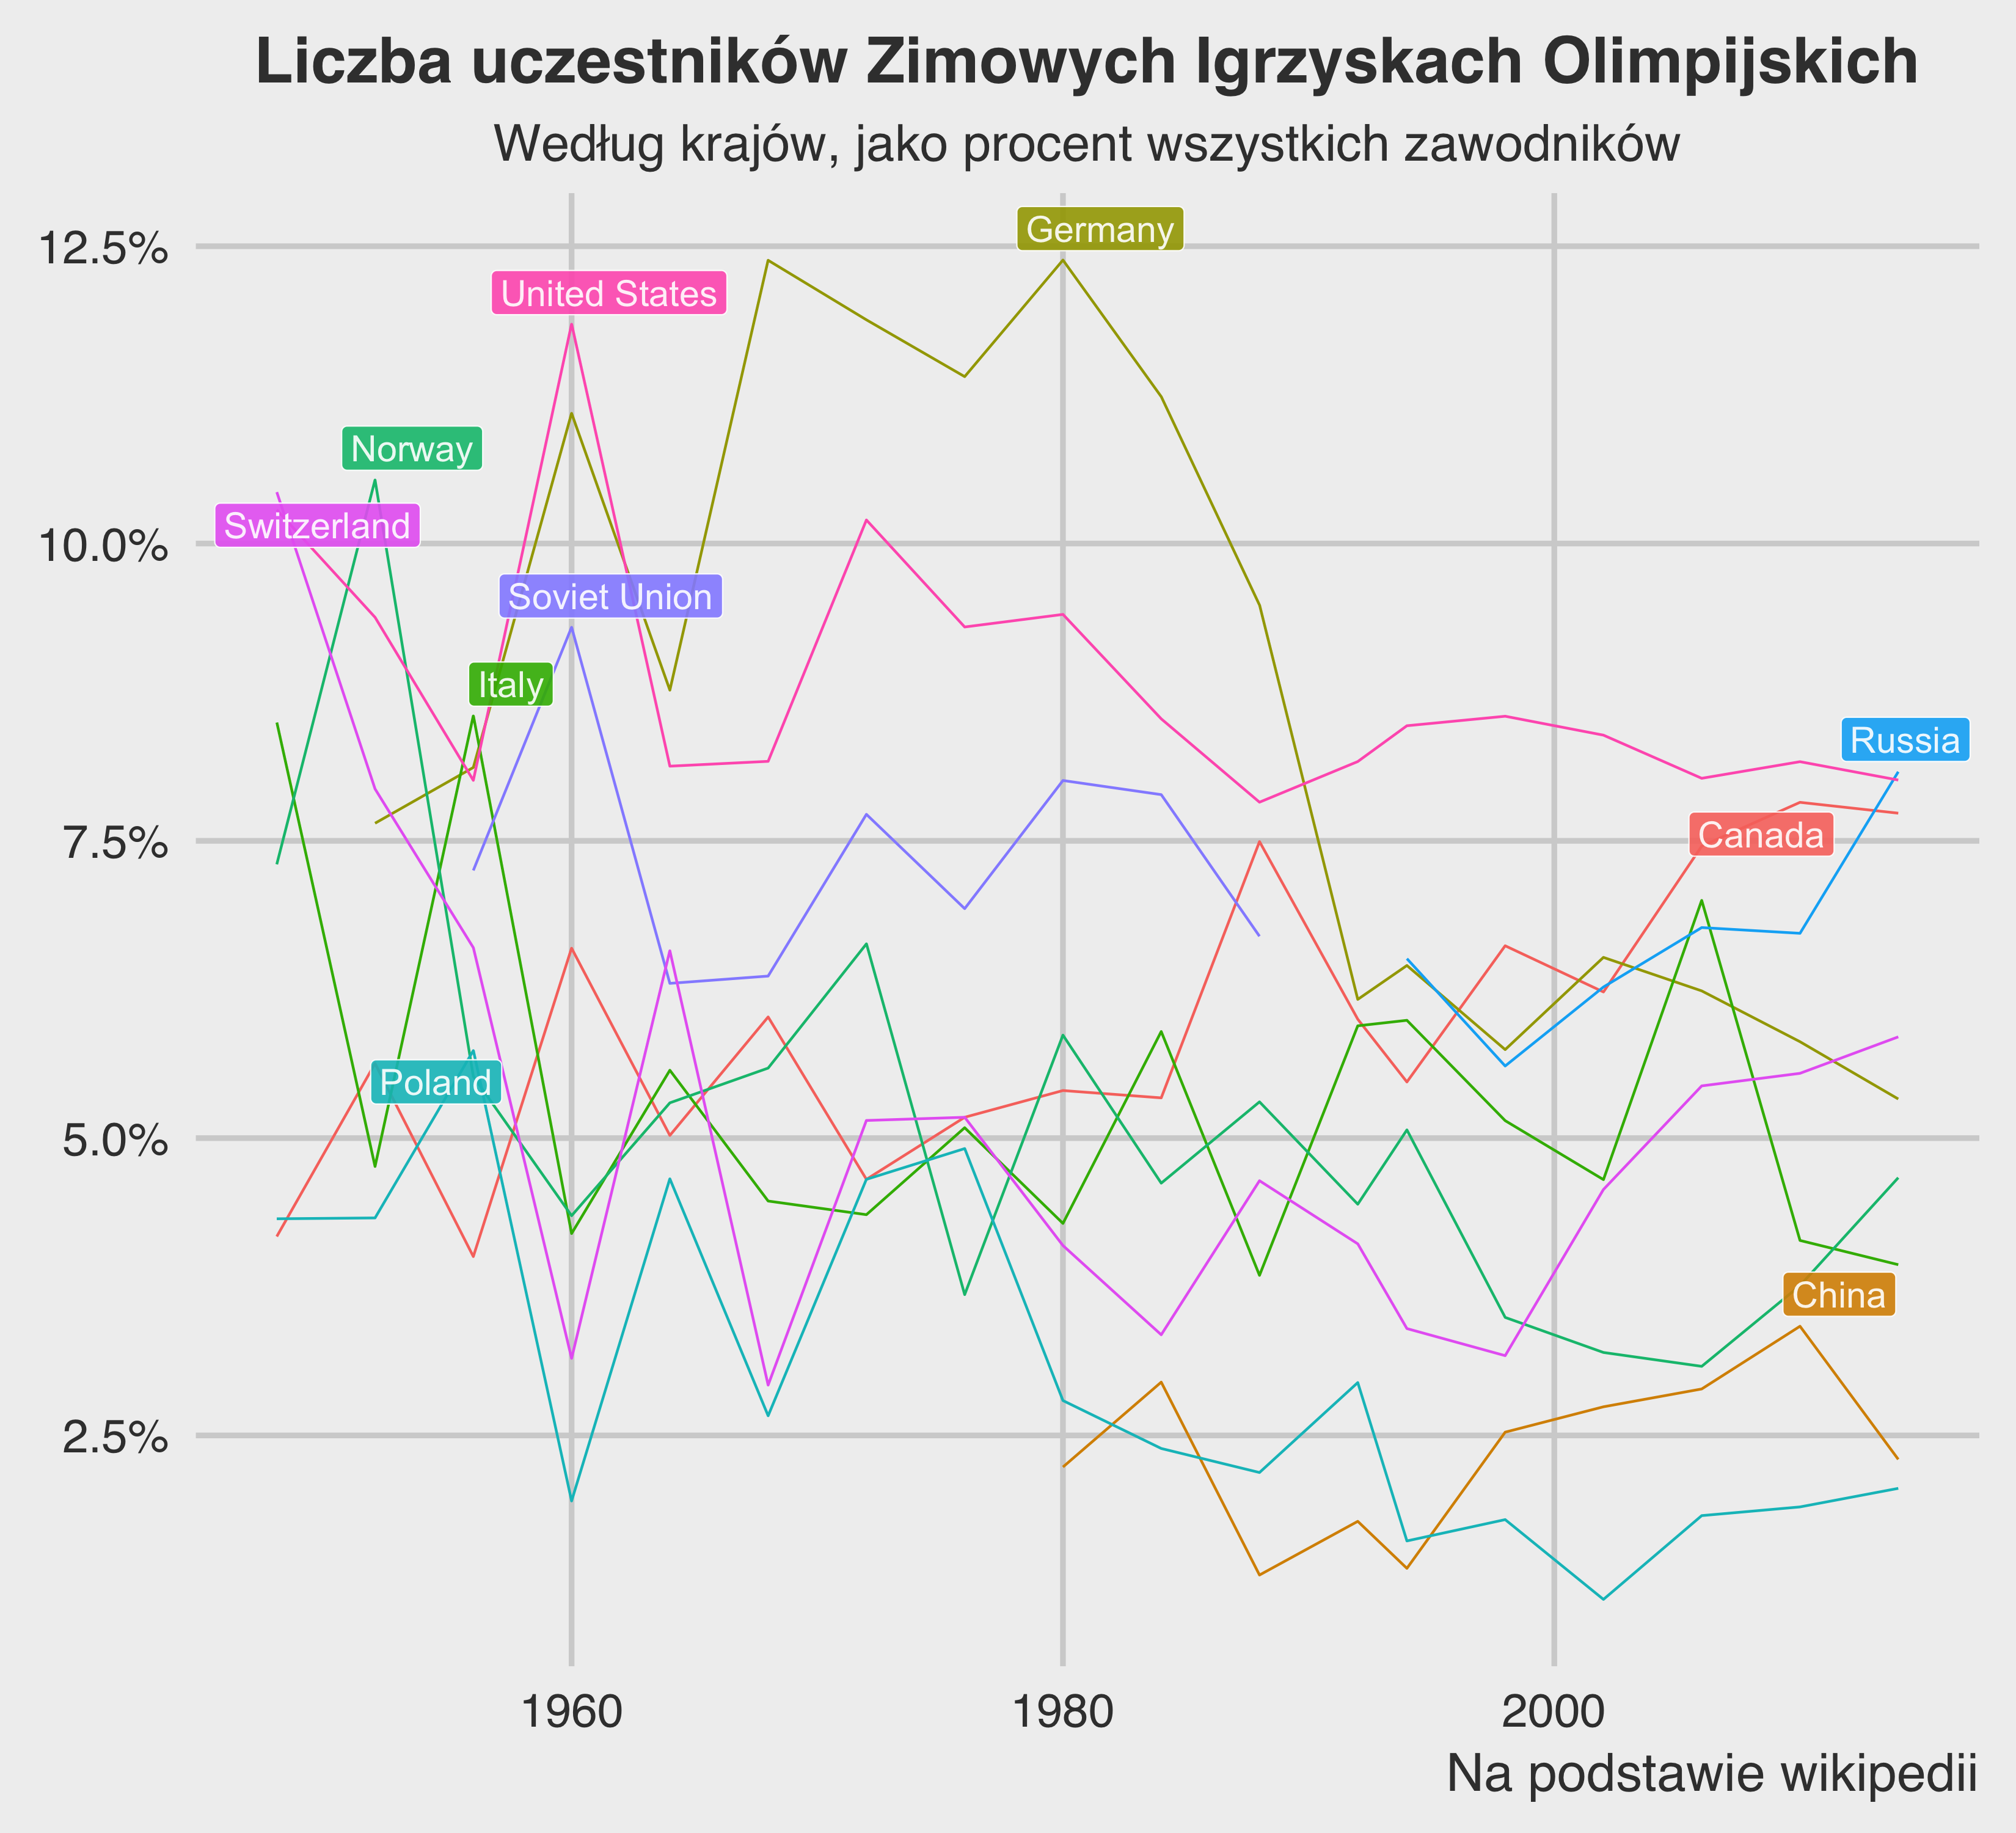 Liczba uczestników Zimowych Igrzyskach Olimpijskich
Według krajów, jako procent wszystkich zawodników
12.5%
Germany
United States
Norway
Switzerland
10.0%
Soviet Union
Italy
Russia
Canada
7.5%
Poland
5.0%
China
2.5%
1960
1980
2000
Na podstawie wikipedii